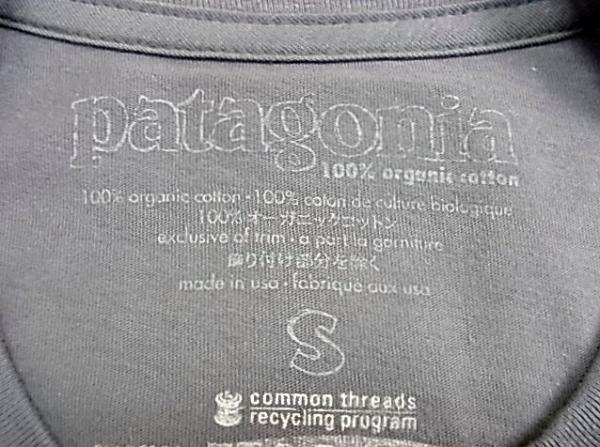 patagonia
100% organic cotton
100% organic cotton · 100% coton de culture biologique
100% オーガニックコットン
exclusive of trim · à part la garniture
飾り付け部分を除く
made in usa · fabriqué aux usa
S
common threads
recycling program